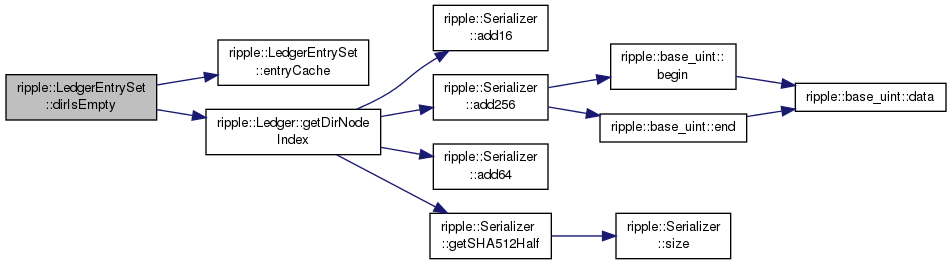 ripple::LedgerEntrySet
::dirIsEmpty
ripple::LedgerEntrySet
::entryCache
ripple::Ledger::getDirNode
Index
ripple::Serializer
::add16
ripple::Serializer
::add256
ripple::Serializer
::add64
ripple::Serializer
::getSHA512Half
ripple::base_uint::
begin
ripple::base_uint::end
ripple::Serializer
::size
ripple::base_uint::data